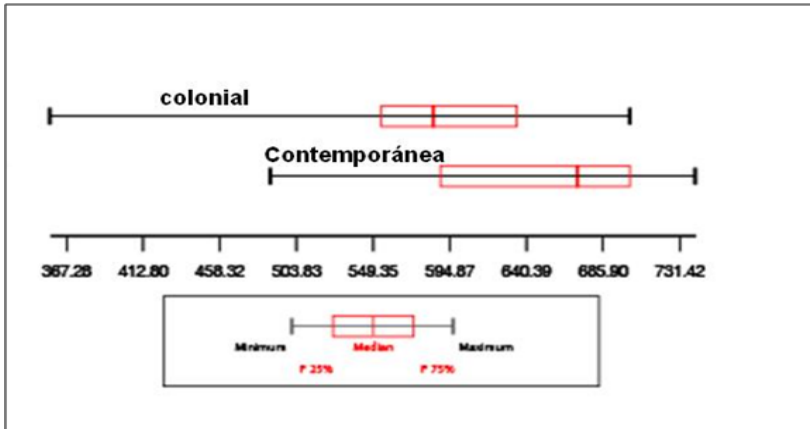 colonial
Contemporánea
367.28 412.80 458.32 503.83 549.35 594.87 640.39 685.90 731.42
Minimum Median Maximum
P 25% P 75%